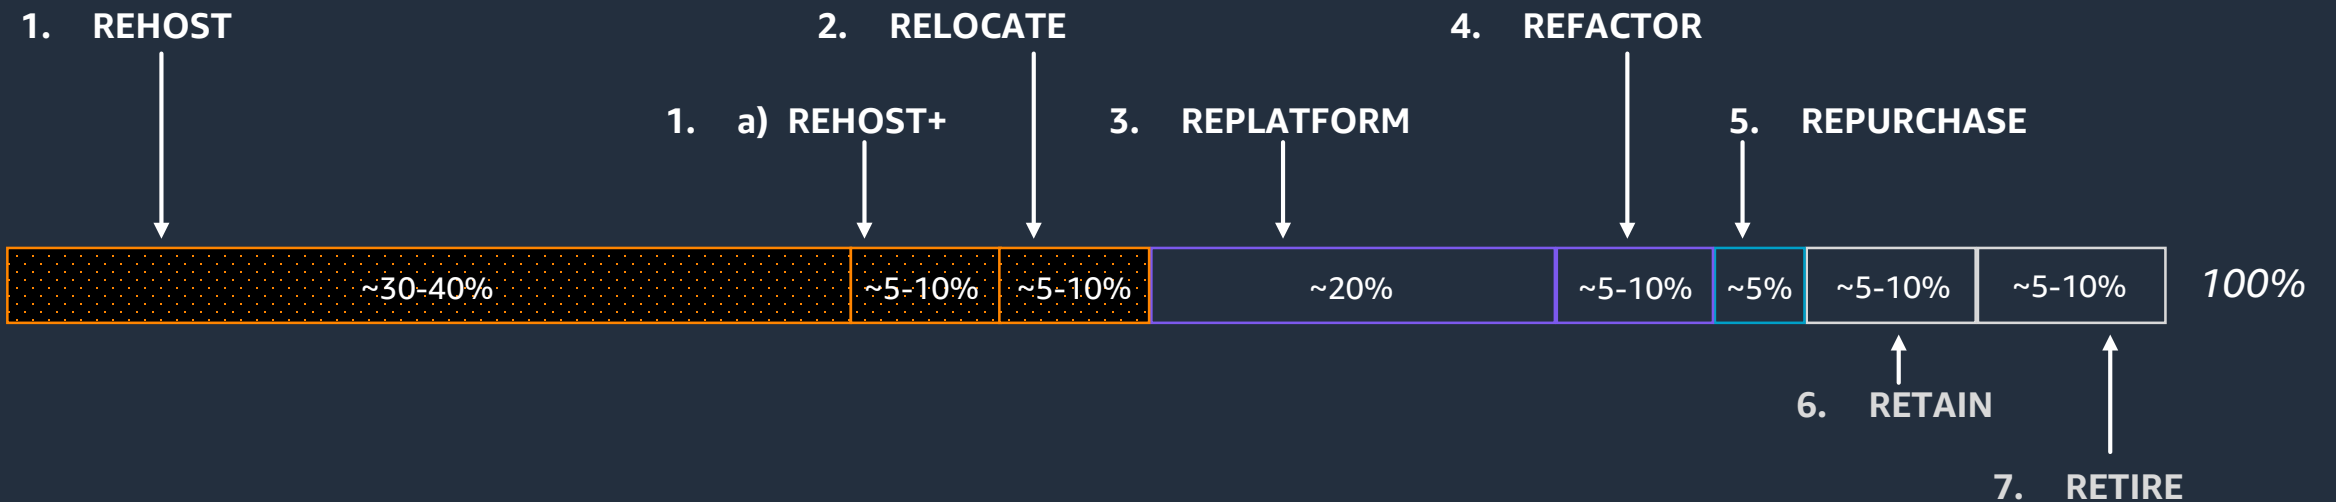 1. REHOST
2. RELOCATE
4. REFACTOR
1. a) REHOST+
3. REPLATFORM
5. REPURCHASE
~30-40%
~5-10%
~5-10%
~20%
~5-10%
~5%
~5-10%
~5-10%
100%
6. RETAIN
7. RETIRE